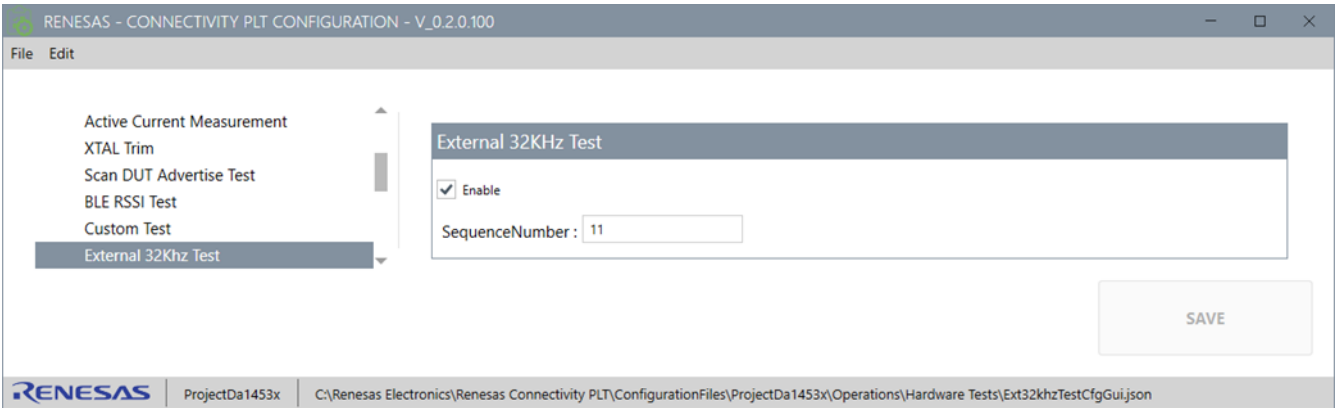 RENESAS - CONNECTIVITY PLT CONFIGURATION - V_0.2.0.100
File Edit
Active Current Measurement
XTAL Trim
Scan DUT Advertise Test
BLE RSSI Test
Custom Test
External 32Khz Test
External 32KHz Test
Enable
SequenceNumber : 11
SAVE
RENESAS ProjectDa1453x C:\Renesas Electronics\Renesas Connectivity PLT\ConfigurationFiles\ProjectDa1453x\Operations\Hardware Tests\Ext32khzTestCfgGui.json